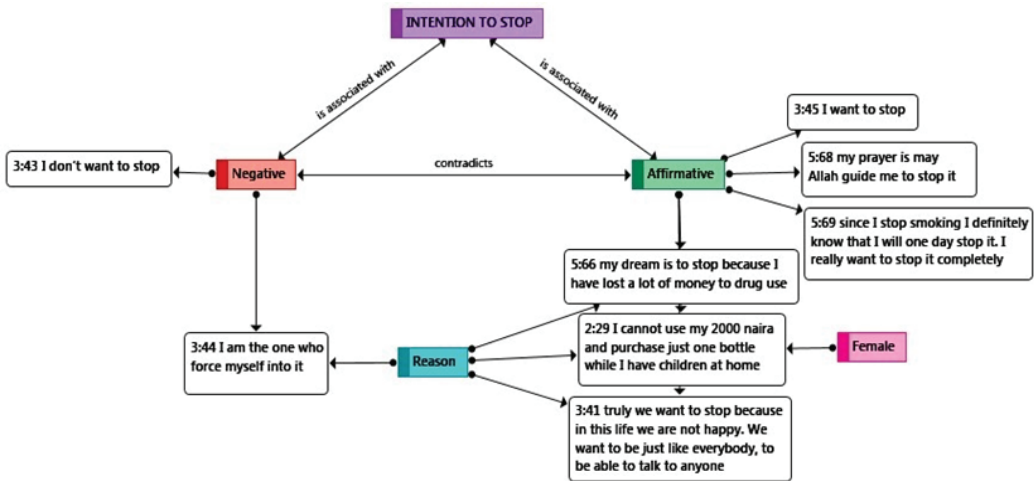 INTENTION TO STOP
is associated with
is associated with
3:45 I want to stop
3:43 I don't want to stop
Negative
contradicts
Affirmative
5:68 my prayer is may
Allah guide me to stop it
5:69 since I stop smoking I definitely
know that I will one day stop it. I
really want to stop it completely
5:66 my dream is to stop because I
have lost a lot of money to drug use
3:44 I am the one who
force myself into it
Reason
2:29 I cannot use my 2000 naira
and purchase just one bottle
while I have children at home
Female
3:41 truly we want to stop because
in this life we are not happy. We
want to be just like everybody, to
be able to talk to anyone